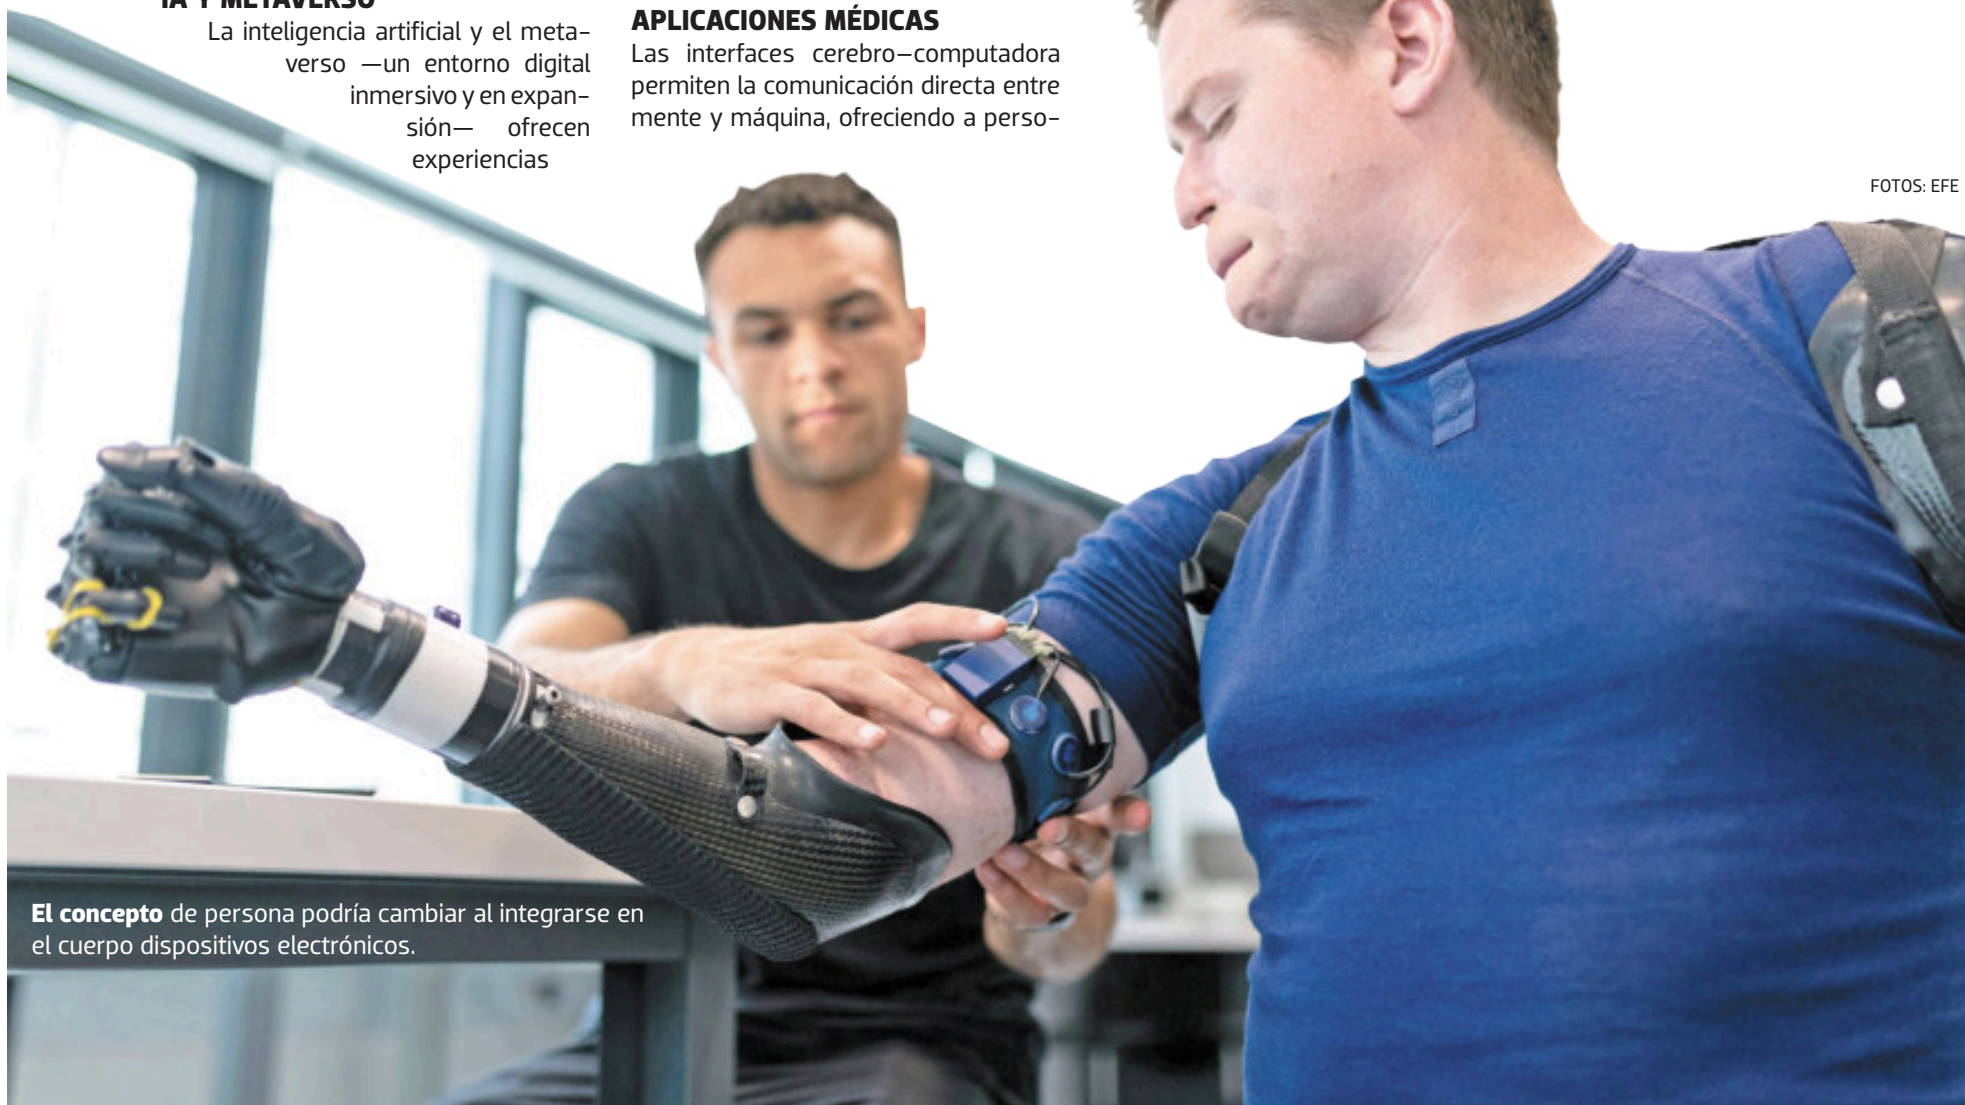 IA Y METAVERSO
La inteligencia artificial y el meta-
verso —un entorno digital
inmersivo y en expan-
sión— ofrecen
experiencias
APLICACIONES MÉDICAS
Las interfaces cerebro-computadora
permiten la comunicación directa entre
mente y máquina, ofreciendo a perso-
FOTOS: EFE
El concepto de persona podría cambiar al integrarse en
el cuerpo dispositivos electrónicos.